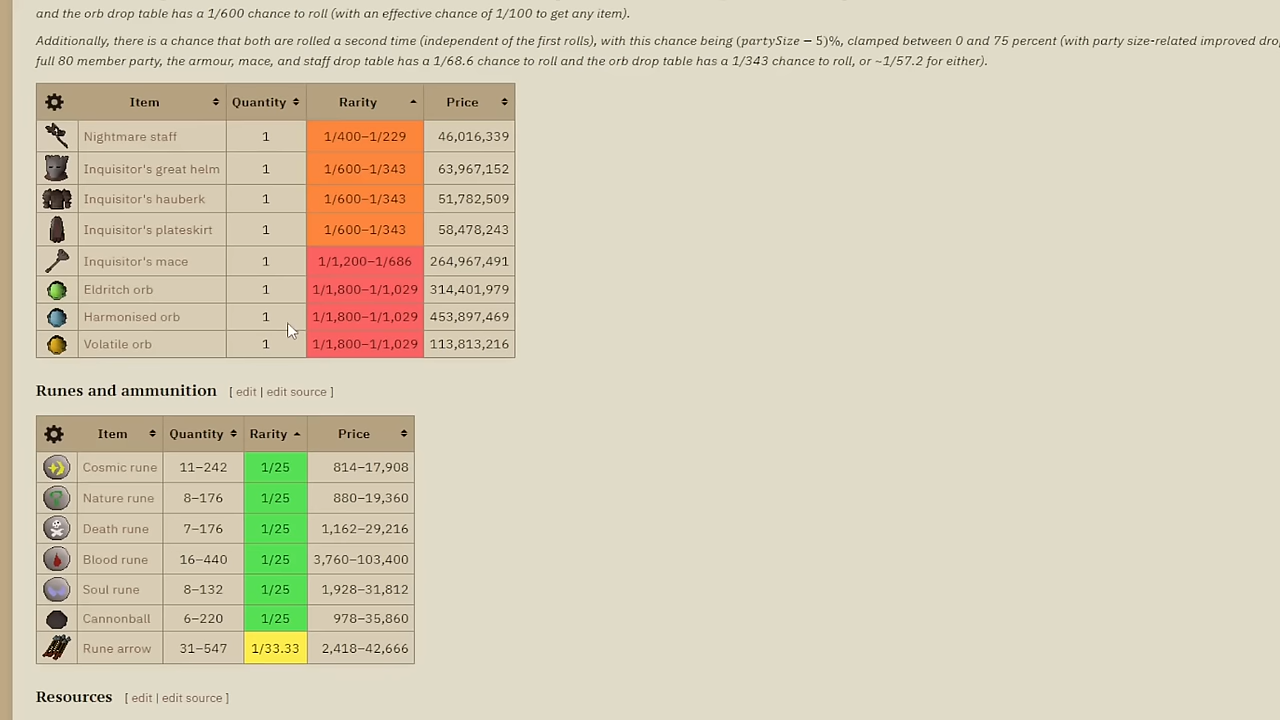 and the orb drop table has a 1/600 chance to roll (with an effective chance of 1/100 to get any item).
Additionally, there is a chance that both are rolled a second time (independent of the first rolls), with this chance being (partySize − 5)%, clamped between 0 and 75 percent (with party size-related improved
full 80 member party, the armour, mace, and staff drop table has a 1/68.6 chance to roll and the orb drop table has a 1/343 chance to roll, or ~1/57.2 for either).
Item Quantity Rarity Price
Nightmare staff 1 1/400–1/229 46,016,339
Inquisitor's great helm 1 1/600–1/343 63,967,152
Inquisitor's hauberk 1 1/600–1/343 51,782,509
Inquisitor's plateskirt 1 1/600–1/343 58,478,243
Inquisitor's mace 1 1/1,200–1/686 264,967,491
Eldritch orb 1 1/1,800–1/1,029 314,401,979
Harmonised orb 1 1/1,800–1/1,029 453,897,469
Volatile orb 1 1/1,800–1/1,029 113,813,216
Runes and ammunition [ edit | edit source ]
Item Quantity Rarity Price
Cosmic rune 11–242 1/25 814–17,908
Nature rune 8–176 1/25 880–19,360
Death rune 7–176 1/25 1,162–29,216
Blood rune 16–440 1/25 3,760–103,400
Soul rune 8–132 1/25 1,928–31,812
Cannonball 6–220 1/25 978–35,860
Rune arrow 31–547 1/33.33 2,418–42,666
Resources [ edit | edit source ]